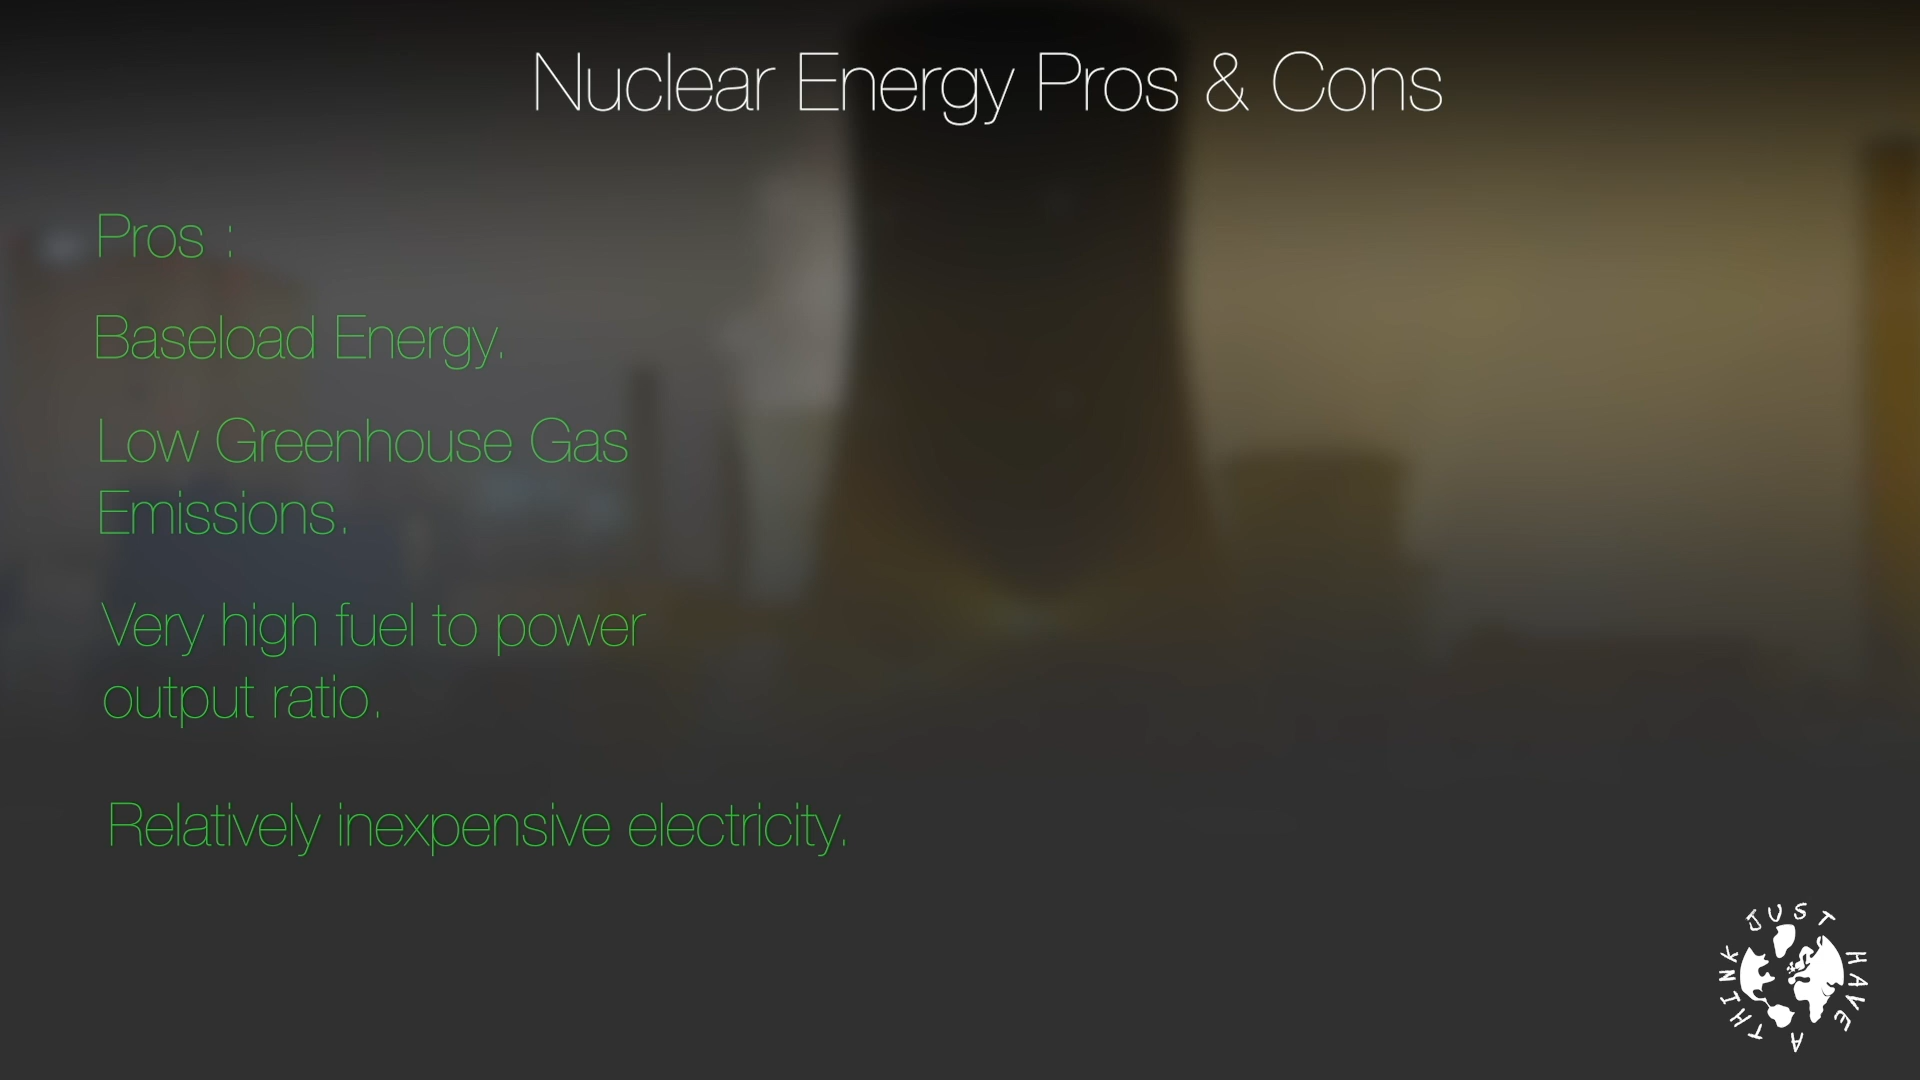 Nuclear Energy Pros & Cons
Pros :
Baseload Energy.
Low Greenhouse Gas
Emissions.
Very high fuel to power
output ratio.
Relatively inexpensive electricity.
JUST HAVE A THINK